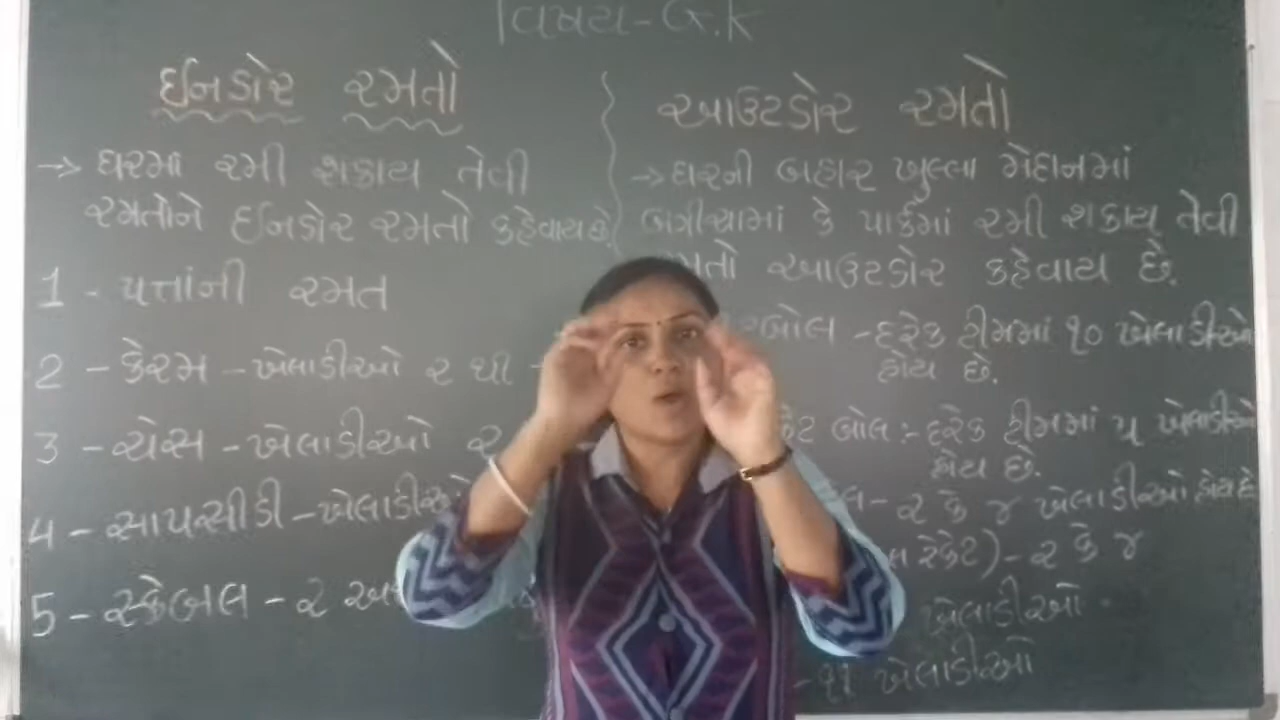 વિષય-G.K
ઈનડોર રમતો
→ ઘરમાં રમી શકાય તેવી
રમતોને ઈનડોર રમતો કહેવાય છે.
1 - પત્તાંની રમત
2 - કેરમ - ખેલાડીઓ ૨ થી
3 - ચેસ - ખેલાડીઓ ૨
4 - સાપસીડી - ખેલાડીઓ
5 - સ્ક્રેબલ - ૨
આઉટડોર રમતો
→ ઘરની બહાર ખુલ્લા મેદાનમાં
બગીચામાં કે પાર્કમાં રમી શકાય તેવી
આઉટડોર કહેવાય છે.
- દરેક ટીમમાં ૧૦ ખેલાડીઓ
હોય છે.
બોલ :- દરેક ટીમમાં ૫ ખેલાડીઓ
હોય છે.
- ૨ કે ૪ ખેલાડીઓ હોય છે
રેકેટ) - ૨ કે ૪
ખેલાડીઓ.
- ૧૧ ખેલાડીઓ